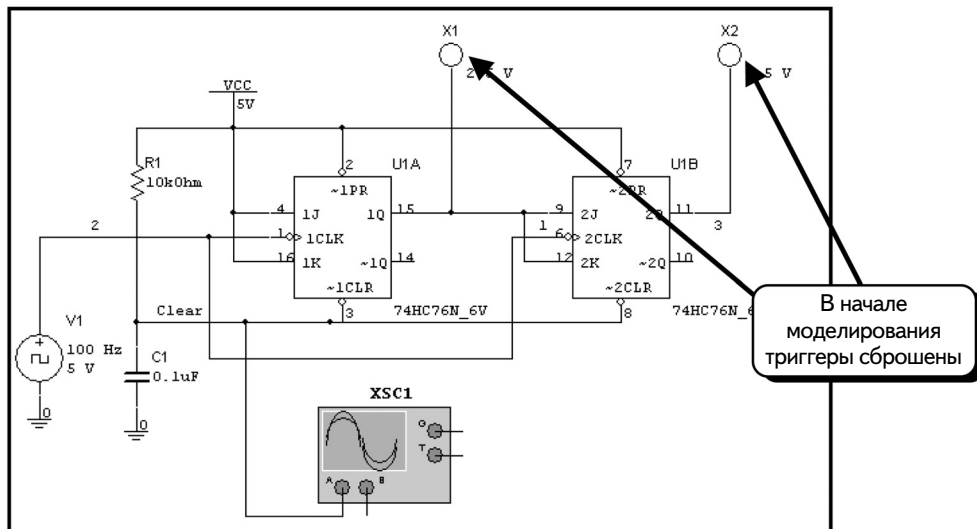 X1
X2
5 V
VCC
5V
2
U1A
7
U1B
R1
10kOhm
~1PR
4
1J
1Q
15
9
2J
2Q
11
2
1
1CLK
1
6
2CLK
3
16
1K
~1Q
14
12
2K
~2Q
10
~1CLR
~2CLR
Clear
3
74HC76N_6V
8
V1
100 Hz
5 V
C1
0.1uF
0
0
XSC1
G
T
A
B
В начале
моделирования
триггеры сброшены